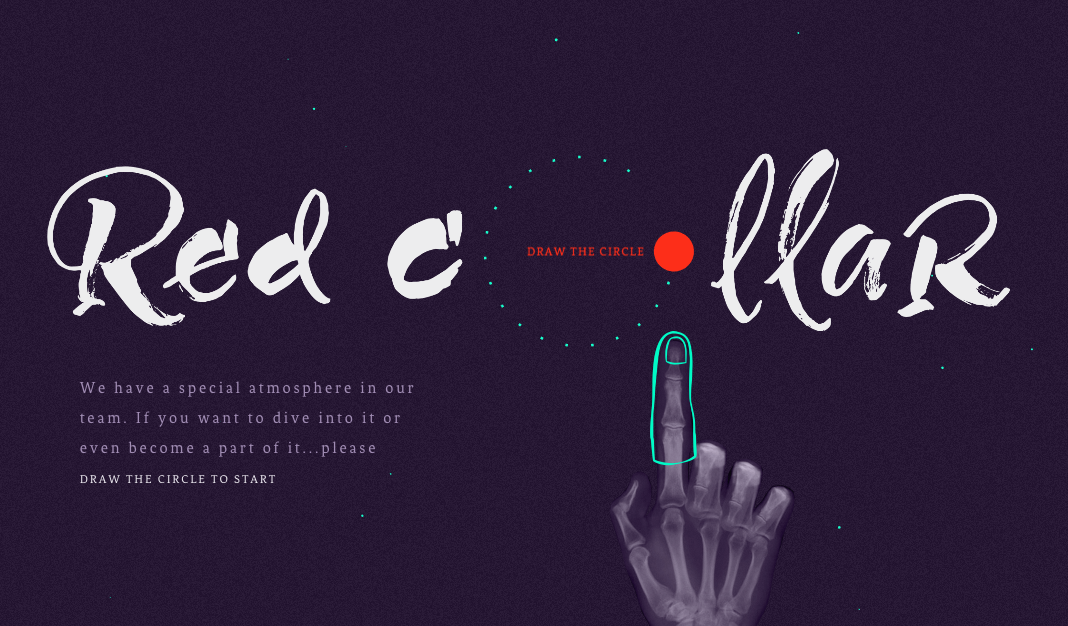 Red c llaR
DRAW THE CIRCLE
We have a special atmosphere in our
team. If you want to dive into it or
even become a part of it...please
DRAW THE CIRCLE TO START